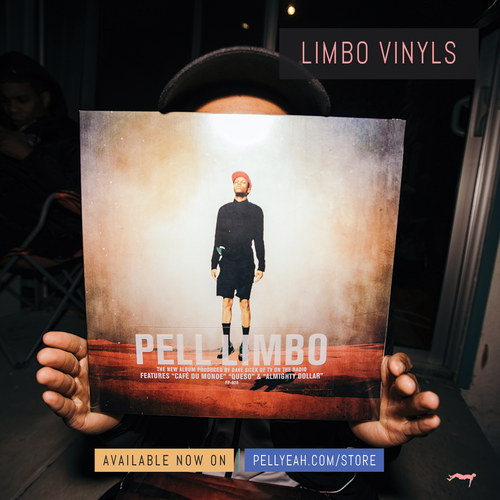 LIMBO VINYLS
PELL LIMBO
THE NEW ALBUM PRODUCED BY DAVE SITEK OF TV ON THE RADIO
FEATURES "CAFÉ DU MONDE" "QUESO" & "ALMIGHTY DOLLAR"
AVAILABLE NOW ON
PELLYEAH.COM/STORE